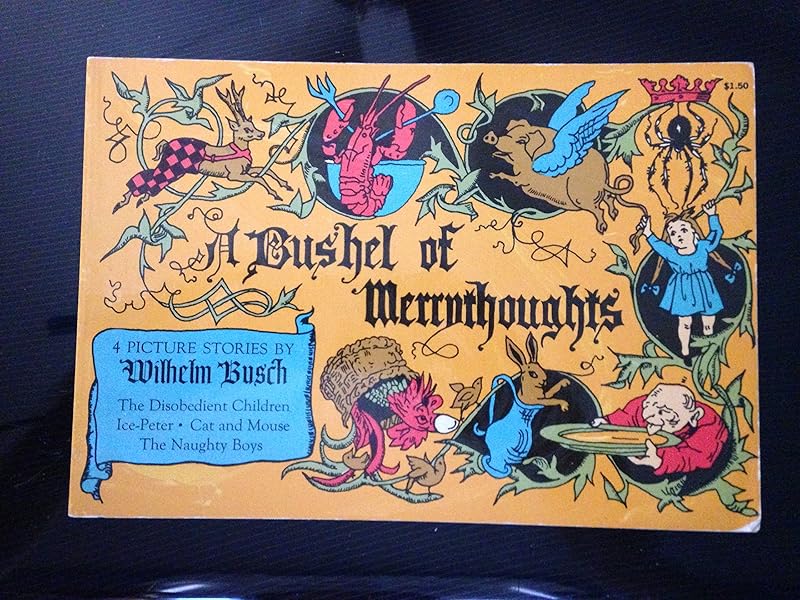 $1.50
A Bushel of
Merrythoughts
4 PICTURE STORIES BY
Wilhelm Busch
The Disobedient Children
Ice-Peter • Cat and Mouse
The Naughty Boys